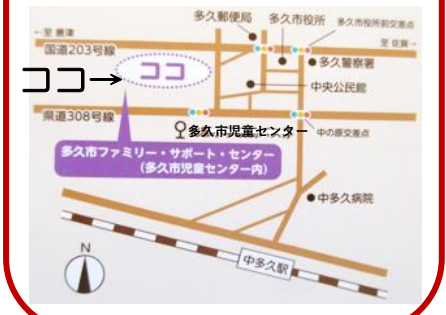 多久郵便局
多久市役所
多久市役所前交差点
←至 唐津
至 佐賀→
国道203号線
ココ→
ココ
多久警察署
中央公民館
県道308号線
多久市児童センター
中の原交差点
多久市ファミリー・サポート・センター
(多久市児童センター内)
中多久病院
N
中多久駅